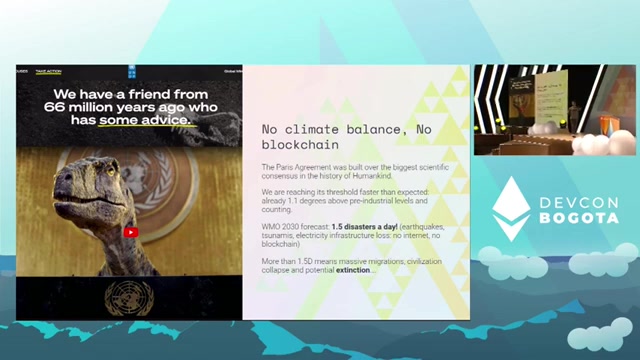 TAKE ACTION
We have a friend from
66 million years ago who
has some advice.
No climate balance, No
blockchain
The Paris Agreement was built over the biggest scientific
consensus in the history of Humankind.
We are reaching its threshold faster than expected:
already 1.1 degrees above pre-industrial levels and
counting.
WMO 2030 forecast: 1.5 disasters a day! (earthquakes,
tsunamis, electricity infrastructure loss: no internet, no
blockchain)
More than 1.5D means massive migrations, civilization
collapse and potential extinction...
DEVCON
BOGOTA